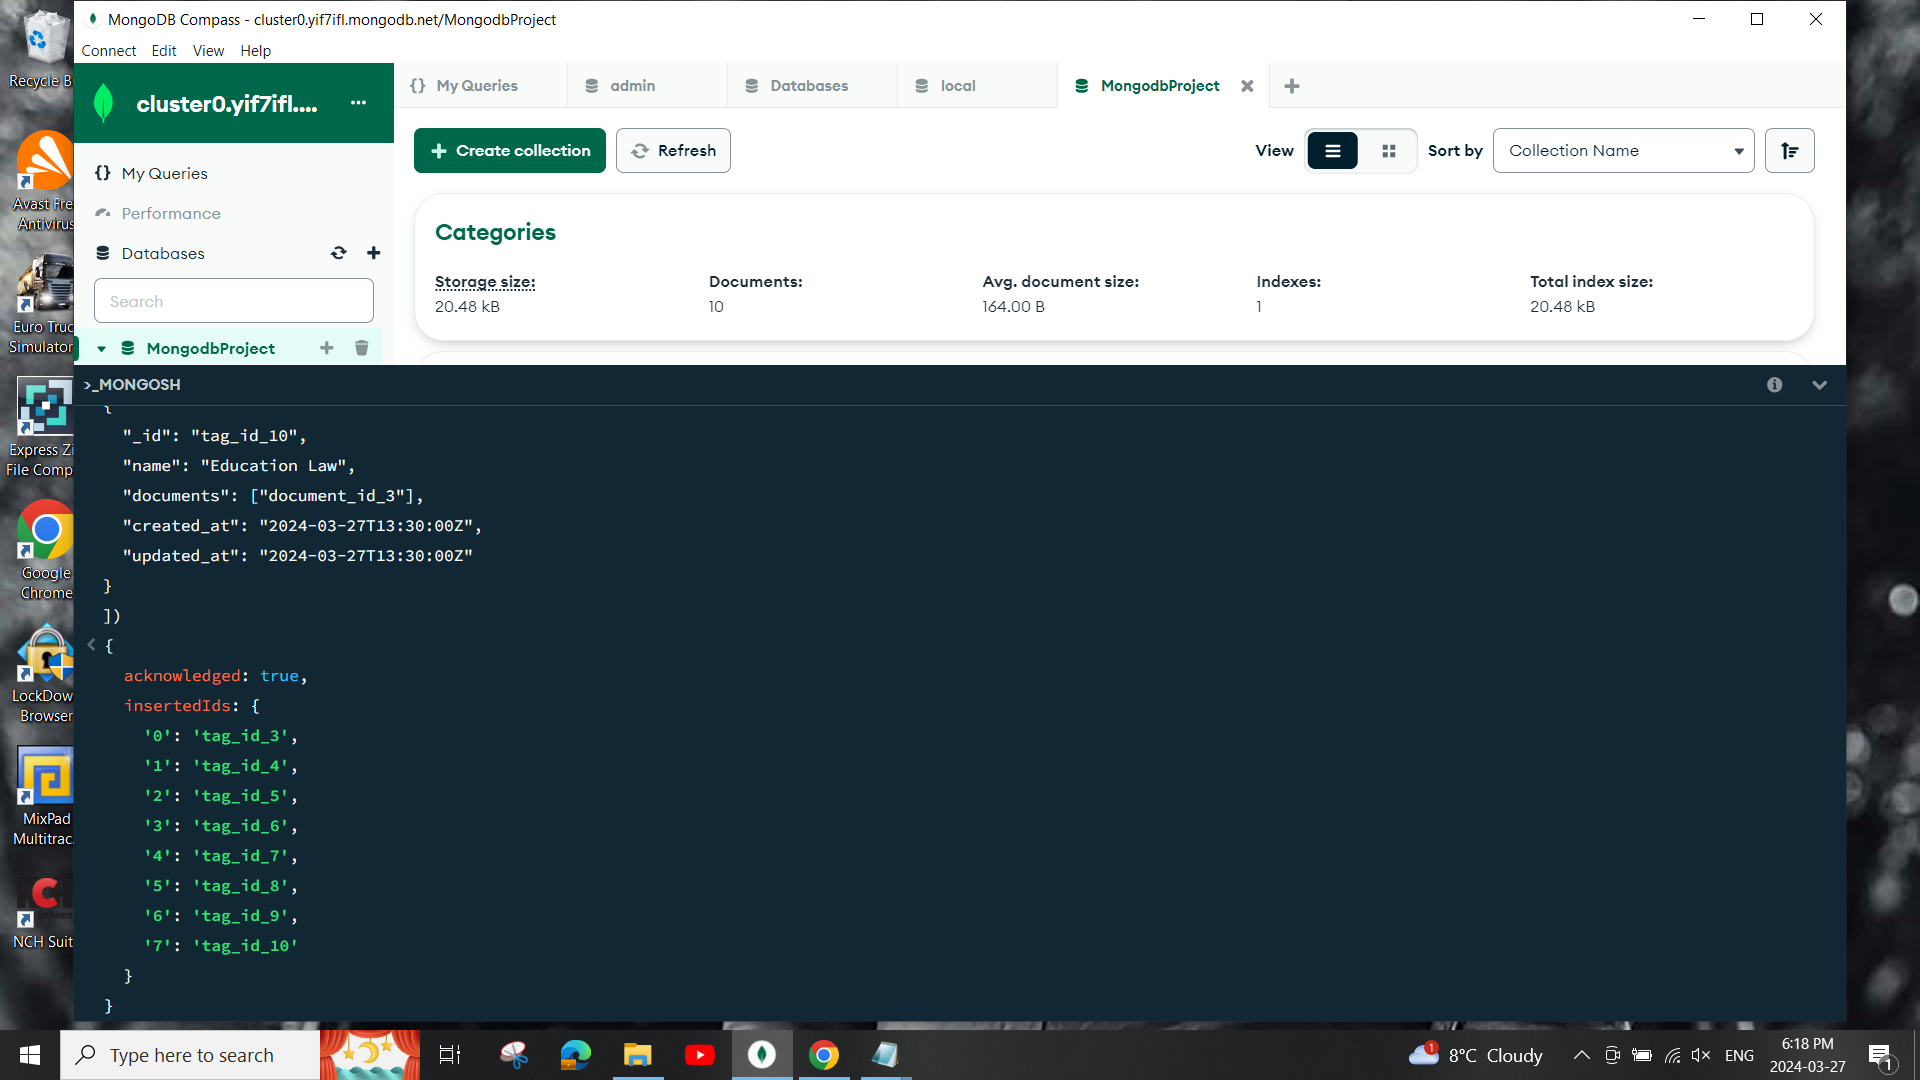 MongoDB Compass - cluster0.yif7ifl.mongodb.net/MongodbProject
Connect Edit View Help
cluster0.yif7ifl.... ...
{} My Queries
admin
Databases
local
MongodbProject
+ Create collection
Refresh
View
Sort by
Collection Name
{} My Queries
Performance
Databases
Search
MongodbProject
Categories
Storage size: Documents: Avg. document size: Indexes: Total index size:
20.48 kB 10 164.00 B 1 20.48 kB
>_MONGOSH
{
"_id": "tag_id_10",
"name": "Education Law",
"documents": ["document_id_3"],
"created_at": "2024-03-27T13:30:00Z",
"updated_at": "2024-03-27T13:30:00Z"
}
])
< {
acknowledged: true,
insertedIds: {
'0': 'tag_id_3',
'1': 'tag_id_4',
'2': 'tag_id_5',
'3': 'tag_id_6',
'4': 'tag_id_7',
'5': 'tag_id_8',
'6': 'tag_id_9',
'7': 'tag_id_10'
}
}
Recycle B
Avast Fre
Antivirus
Euro Truc
Simulator
Express Zi
File Comp.
Google
Chrome
LockDow
Browser
MixPad
Multitrac.
NCH Suit
Type here to search
1
8°C Cloudy
ENG
6:18 PM
2024-03-27
1